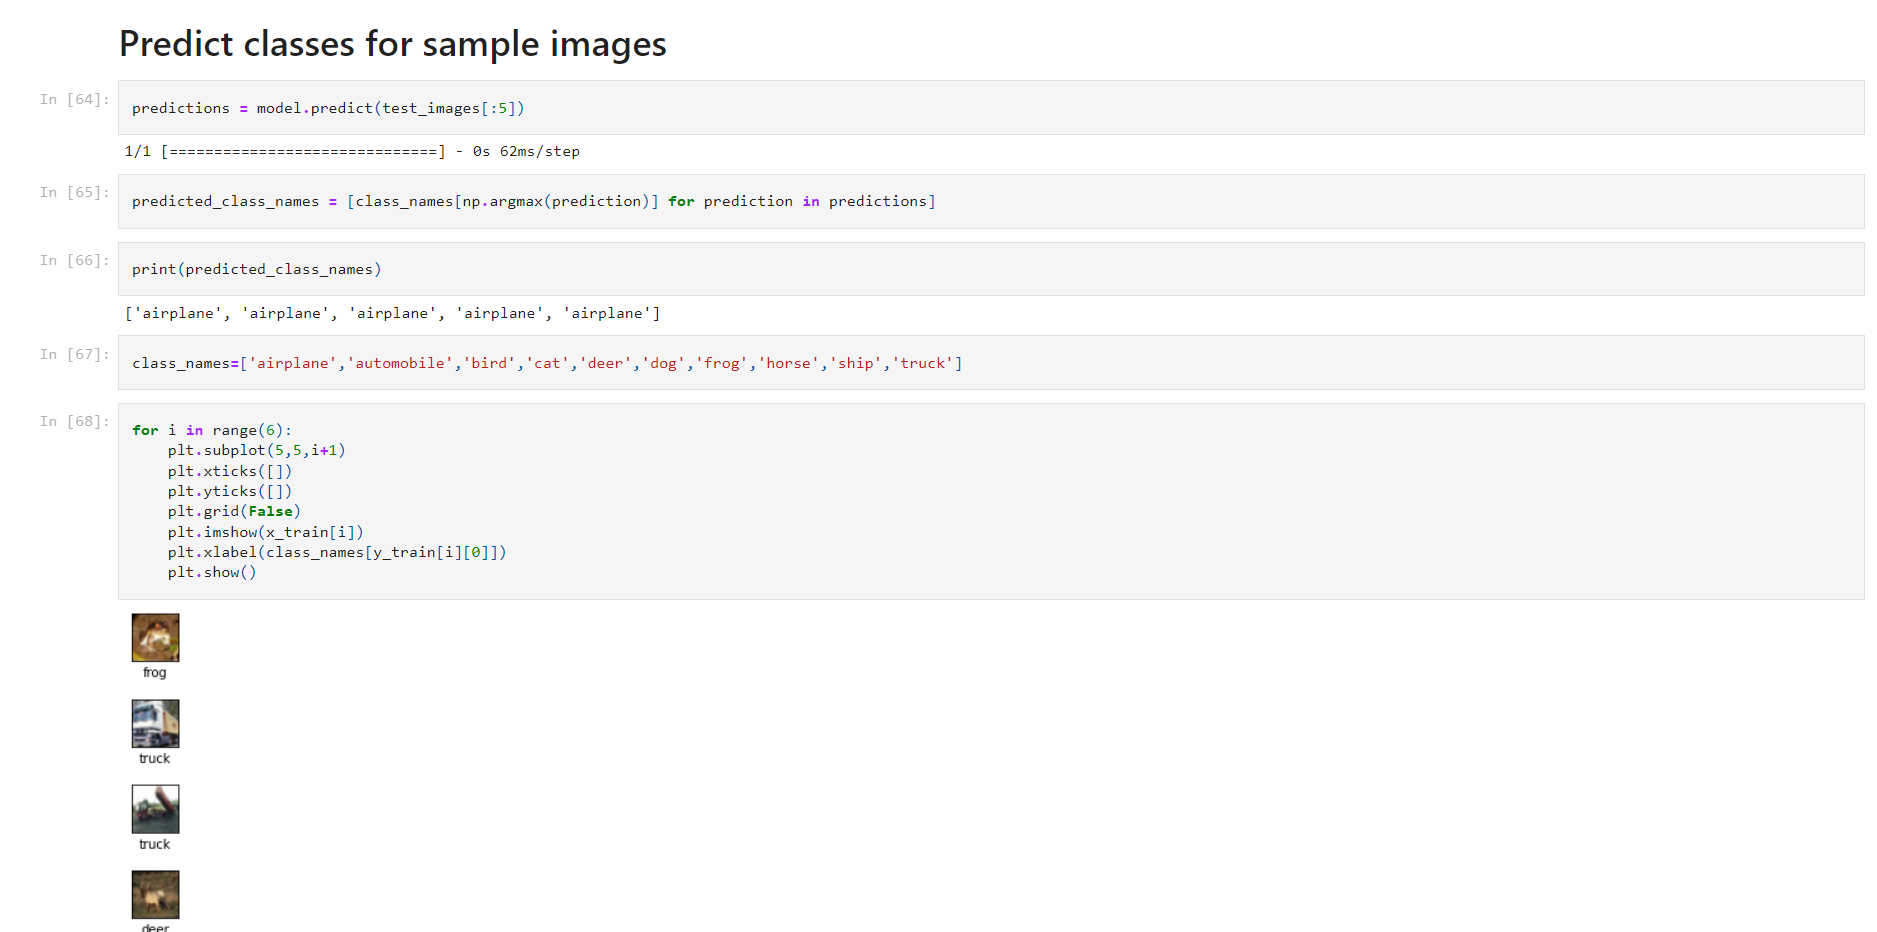 Predict classes for sample images
In [64]:
predictions = model.predict(test_images[:5])
1/1 [==============================] - 0s 62ms/step
In [65]:
predicted_class_names = [class_names[np.argmax(prediction)] for prediction in predictions]
In [66]:
print(predicted_class_names)
['airplane', 'airplane', 'airplane', 'airplane', 'airplane']
In [67]:
class_names=['airplane','automobile','bird','cat','deer','dog','frog','horse','ship','truck']
In [68]:
for i in range(6):
    plt.subplot(5,5,i+1)
    plt.xticks([])
    plt.yticks([])
    plt.grid(False)
    plt.imshow(x_train[i])
    plt.xlabel(class_names[y_train[i][0]])
    plt.show()
frog
truck
truck
deer